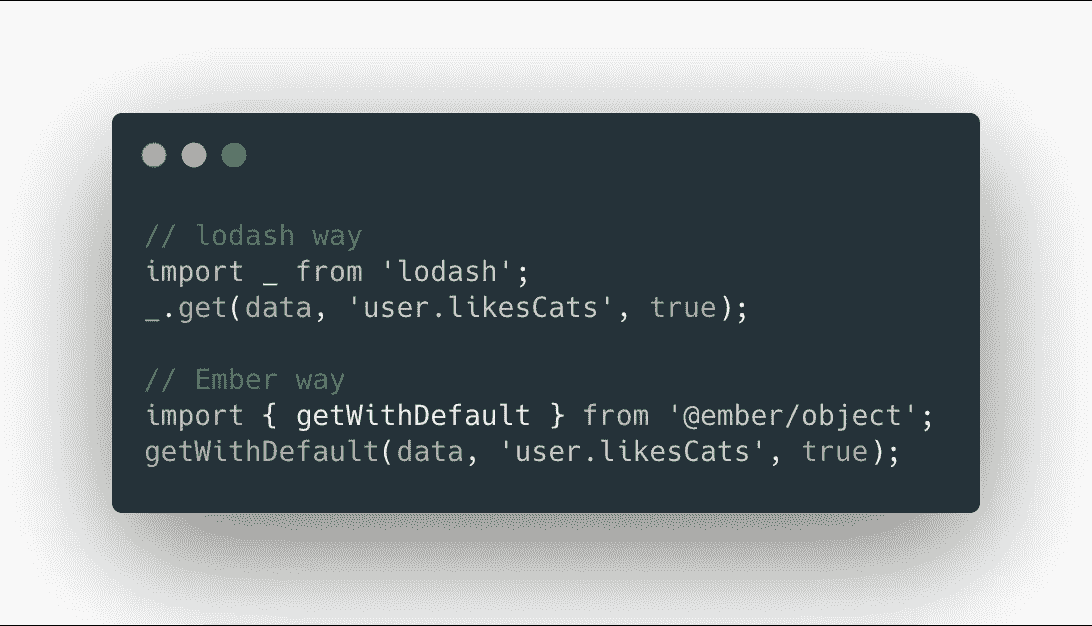 // lodash way
import _ from 'lodash';
_.get(data, 'user.likesCats', true);
// Ember way
import { getWithDefault } from '@ember/object';
getWithDefault(data, 'user.likesCats', true);